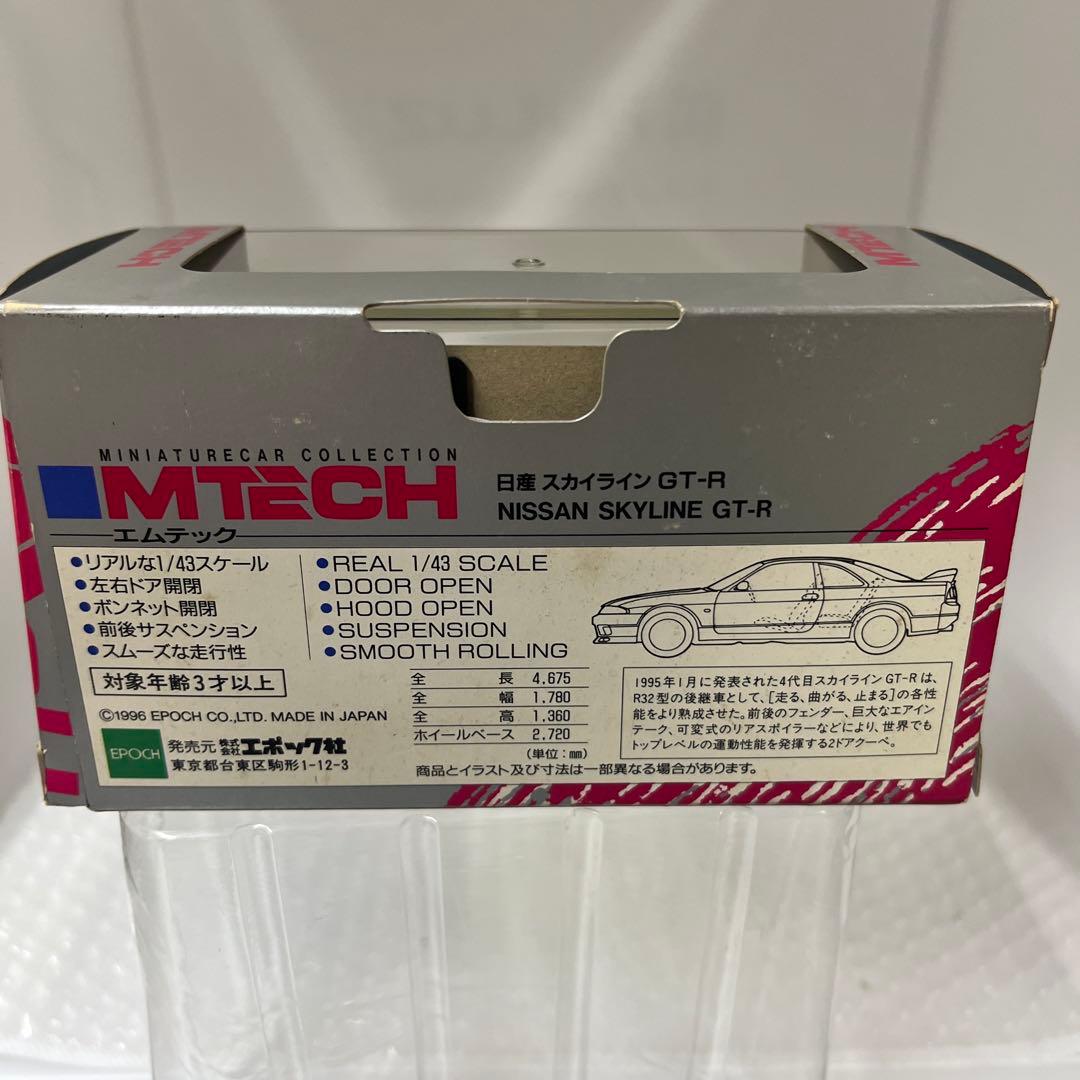 MTECH
MTECH
MINIATURECAR COLLECTION
MTECH
エムテック
日産 スカイライン GT-R
NISSAN SKYLINE GT-R
●リアルな1/43スケール
●左右ドア開閉
●ボンネット開閉
●前後サスペンション
●スムーズな走行性
●REAL 1/43 SCALE
●DOOR OPEN
●HOOD OPEN
●SUSPENSION
●SMOOTH ROLLING
対象年齢3才以上
©1996 EPOCH CO.,LTD. MADE IN JAPAN
EPOCH
発売元 株式会社エポック社
東京都台東区駒形1-12-3
全長 4.675
全幅 1.780
全高 1.360
ホイールベース 2.720
(単位:mm)
商品とイラスト及び寸法は一部異なる場合があります。
1995年1月に発表された4代目スカイラインGT-Rは、
R32型の後継車として、[走る、曲がる、止まる]の各性
能をより熟成させた。前後のフェンダー、巨大なエアイン
テーク、可変式のリアスポイラーなどにより、世界でも
トップレベルの運動性能を発揮する2ドアクーペ。